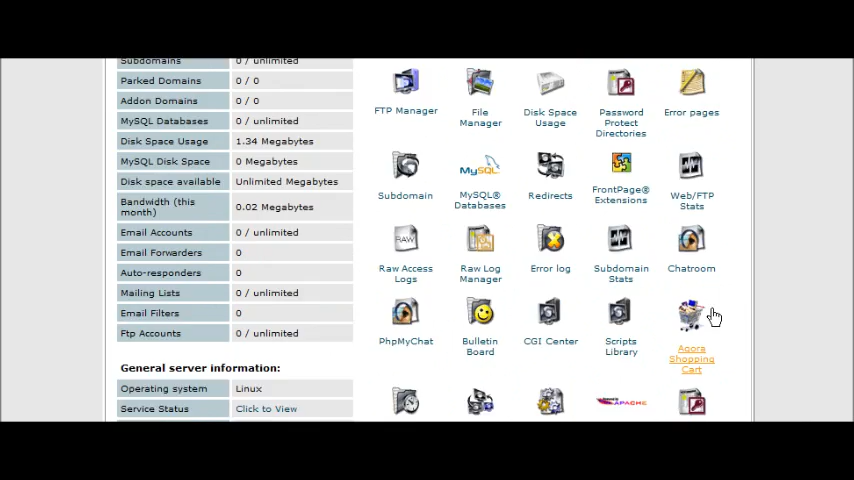 Subdomains 0 / unlimited
Parked Domains 0 / 0
Addon Domains 0 / 0
MySQL Databases 0 / unlimited
Disk Space Usage 1.34 Megabytes
MySQL Disk Space 0 Megabytes
Disk space available Unlimited Megabytes
Bandwidth (this
month) 0.02 Megabytes
Email Accounts 0 / unlimited
Email Forwarders 0
Auto-responders 0
Mailing Lists 0 / unlimited
Email Filters 0
Ftp Accounts 0 / unlimited
General server information:
Operating system Linux
Service Status Click to View
FTP Manager
File
Manager
Disk Space
Usage
Password
Protect
Directories
Error pages
Subdomain
MySQL
MySQL®
Databases
Redirects
FrontPage®
Extensions
Web/FTP
Stats
RAW
Raw Access
Logs
Raw Log
Manager
Error log
Subdomain
Stats
Chatroom
PhpMyChat
Bulletin
Board
CGI Center
Scripts
Library
Agora
Shopping
Cart
APACHE